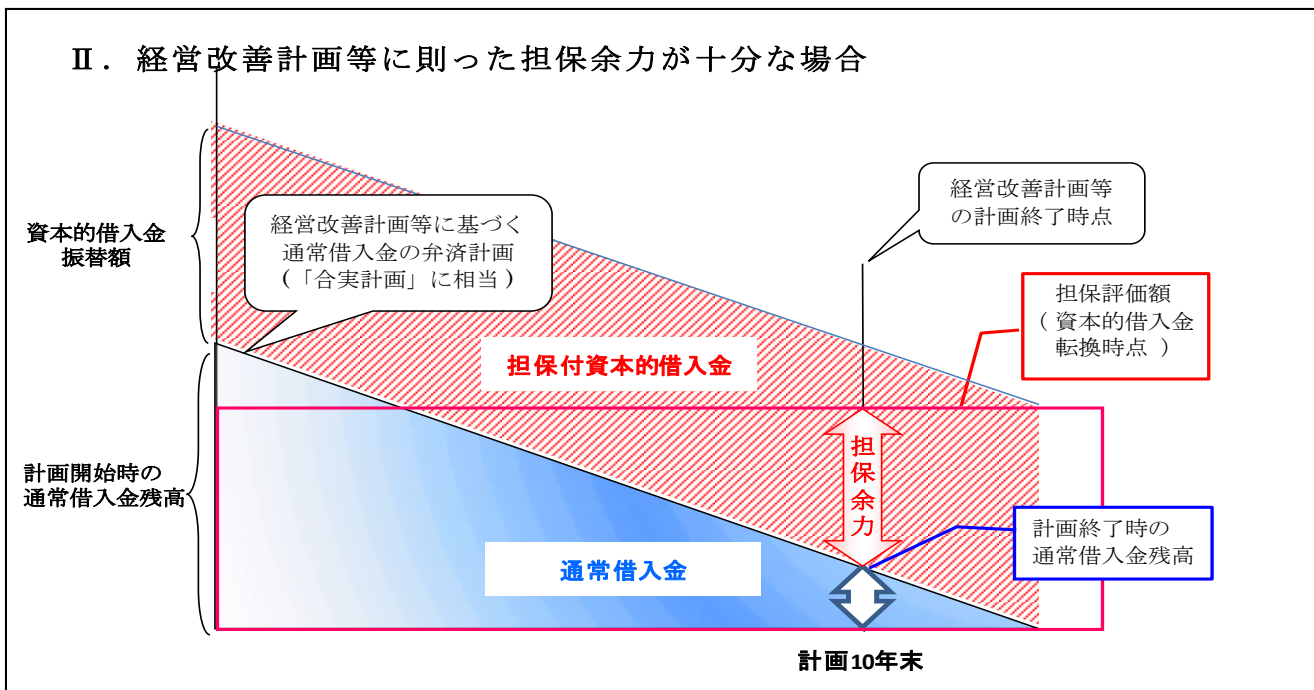 Ⅱ．経営改善計画等に則った担保余力が十分な場合
資本的借入金
振替額
経営改善計画等に基づく
通常借入金の弁済計画
(「合実計画」に相当)
経営改善計画等
の計画終了時点
担保評価額
(資本的借入金
転換時点)
担保付資本的借入金
担保余力
計画開始時の
通常借入金残高
計画終了時の
通常借入金残高
通常借入金
計画10年末